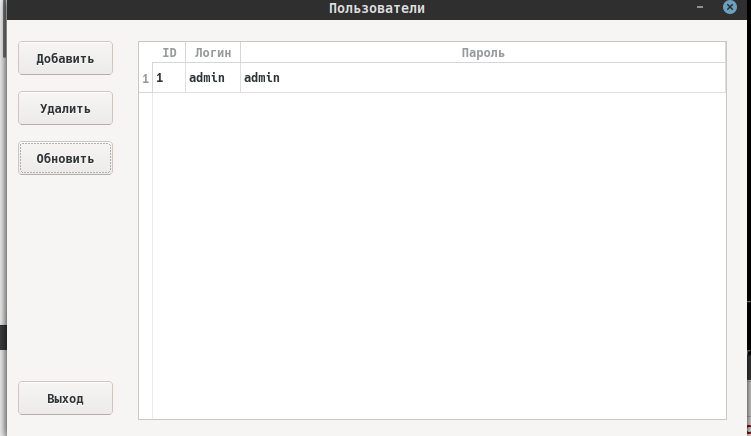 Пользователи
Добавить
Удалить
Обновить
Выход
ID Логин Пароль
1 1 admin admin